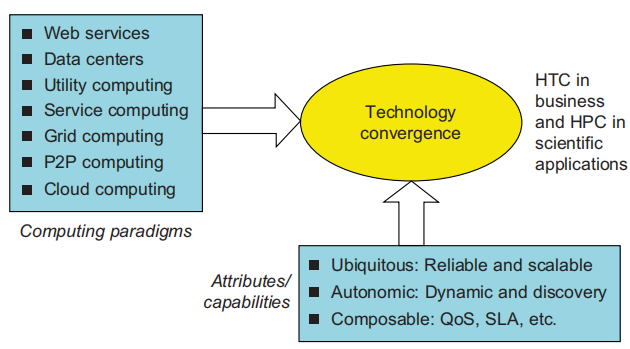 Web services
Data centers
Utility computing
Service computing
Grid computing
P2P computing
Cloud computing
Computing paradigms
Technology
convergence
HTC in
business
and HPC in
scientific
applications
Attributes/
capabilities
Ubiquitous: Reliable and scalable
Autonomic: Dynamic and discovery
Composable: QoS, SLA, etc.